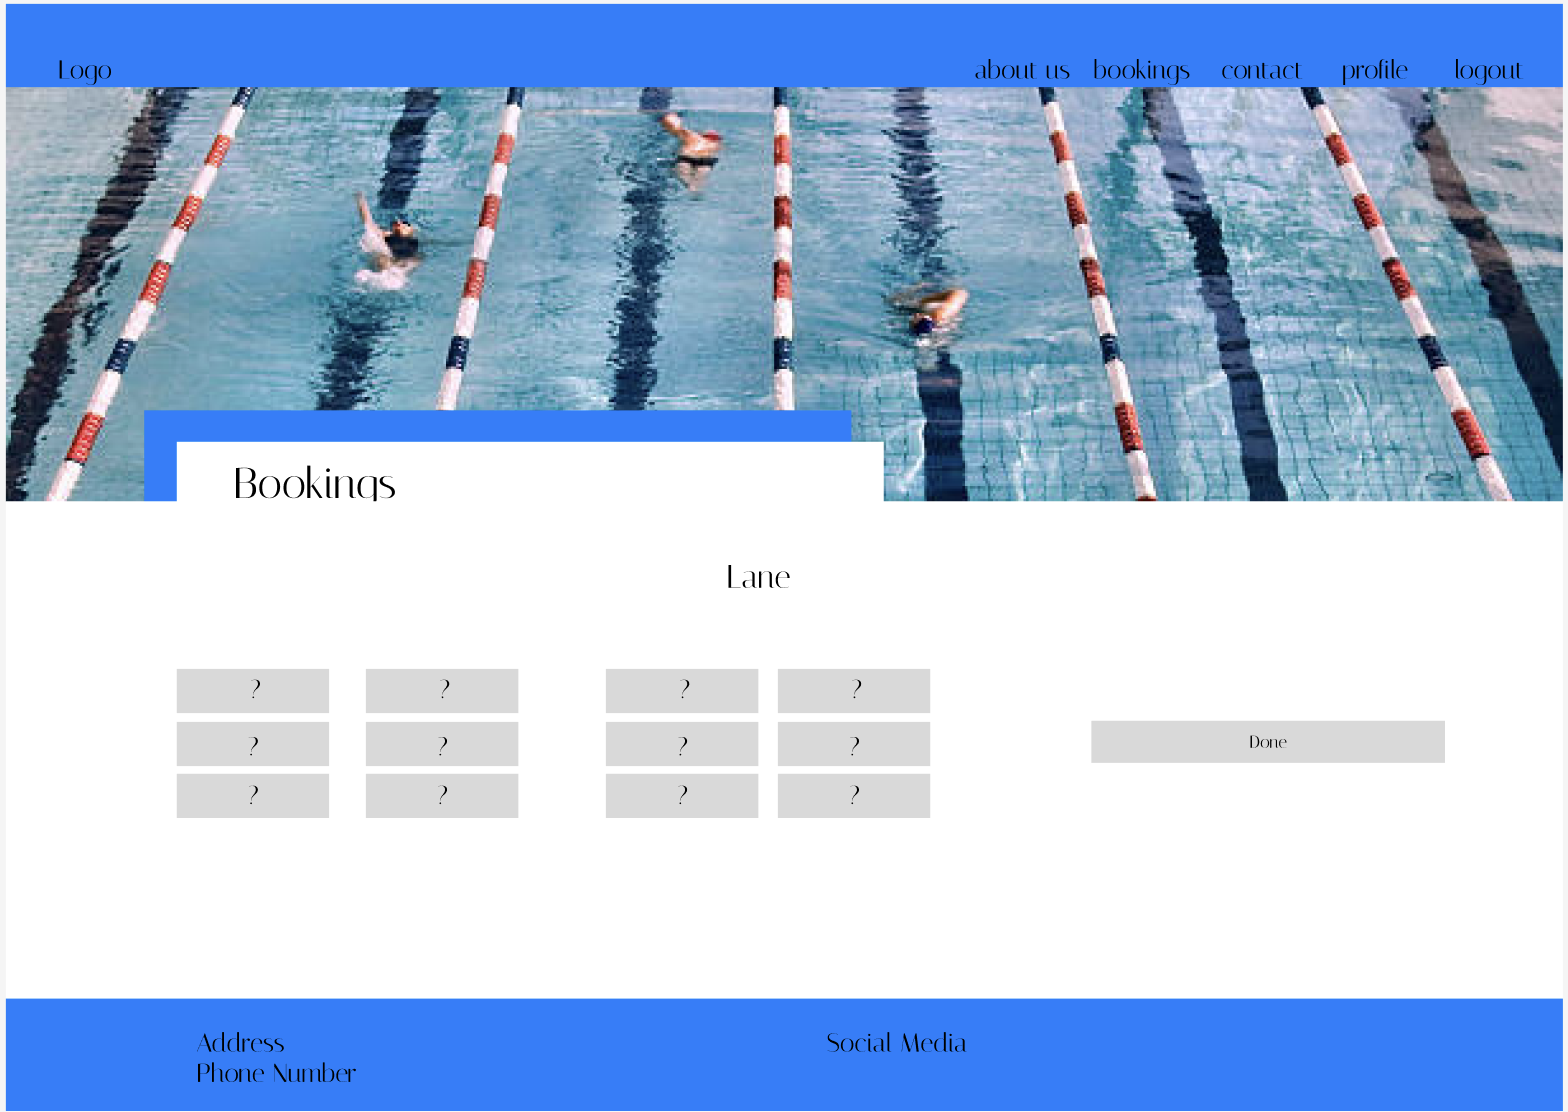 Logo about us bookings contact profile logout
Bookings
Lane
? ? ? ?
? ? ? ? Done
? ? ? ?
Address Social Media
Phone Number